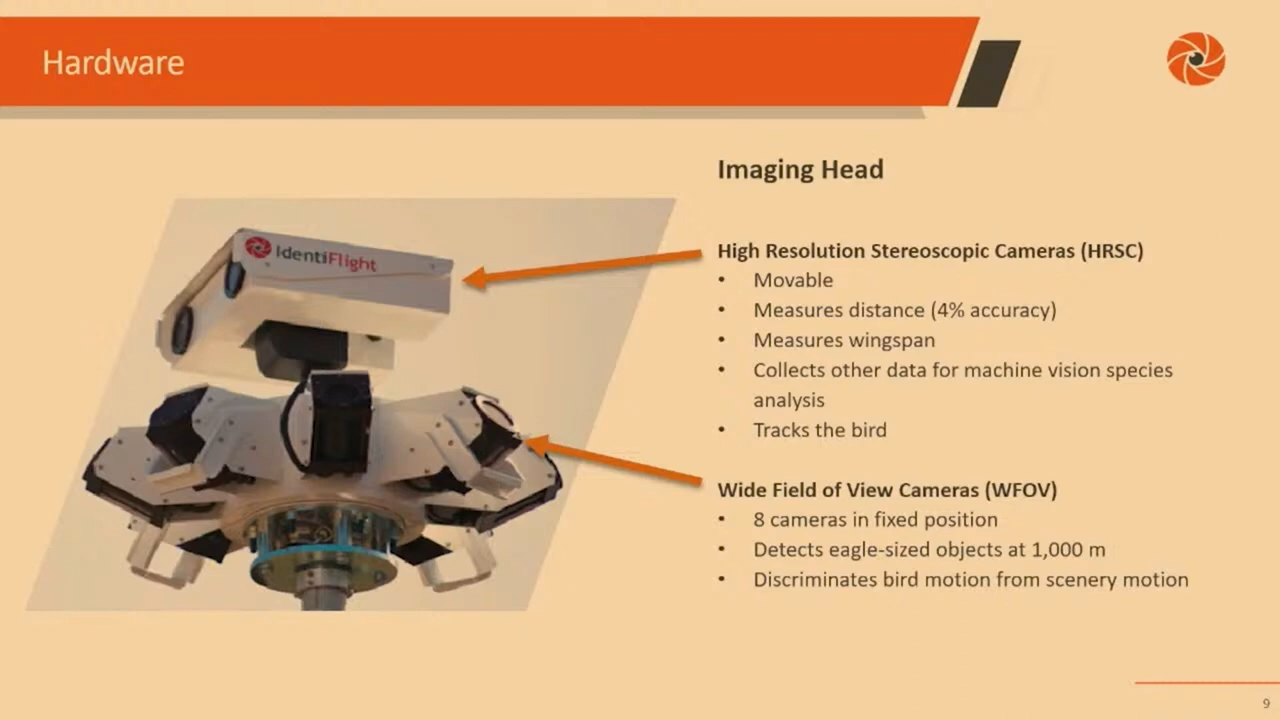 Hardware
Imaging Head
IdentiFlight
High Resolution Stereoscopic Cameras (HRSC)
• Movable
• Measures distance (4% accuracy)
• Measures wingspan
• Collects other data for machine vision species
analysis
• Tracks the bird
Wide Field of View Cameras (WFOV)
• 8 cameras in fixed position
• Detects eagle-sized objects at 1,000 m
• Discriminates bird motion from scenery motion
9